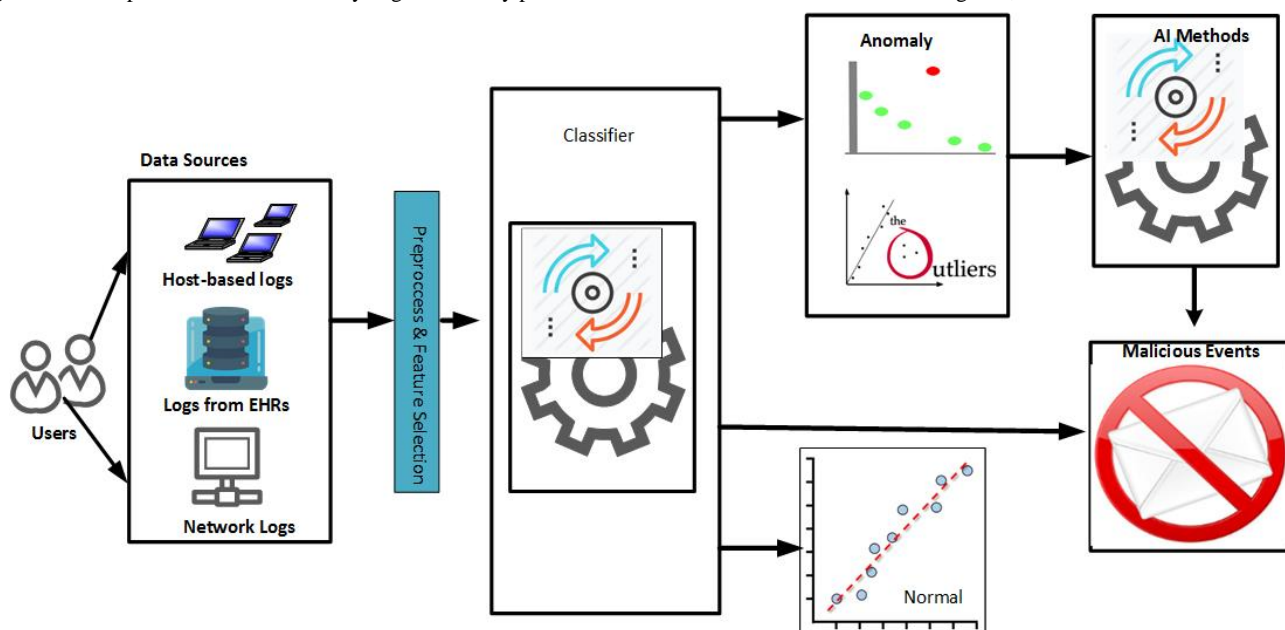 Data Sources
Host-based logs
Logs from EHRs
Network Logs
Users
Preproccess & Feature Selection
Classifier
Anomaly
the
Outliers
AI Methods
Malicious Events
Normal